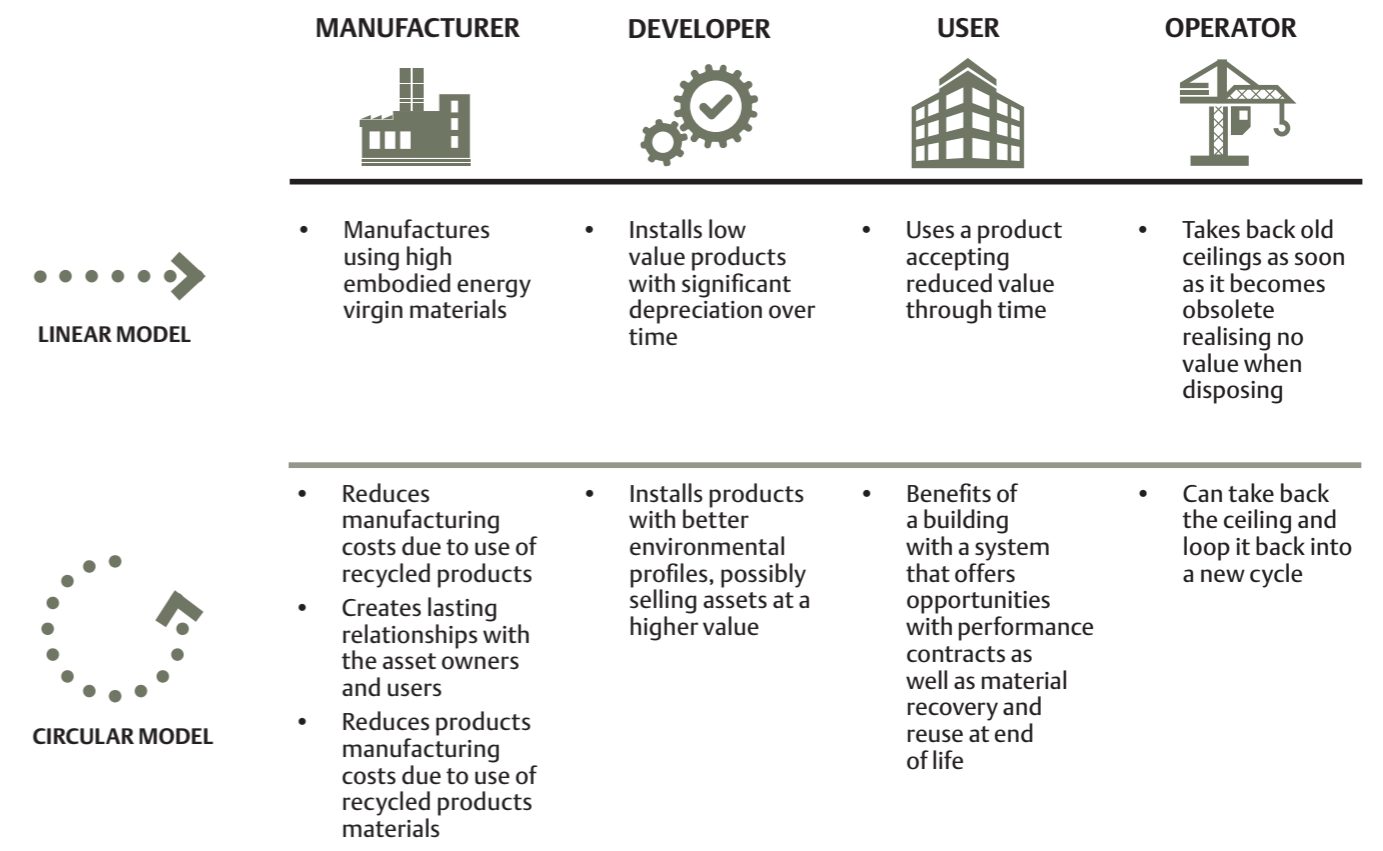 MANUFACTURER
DEVELOPER
USER
OPERATOR
LINEAR MODEL
• Manufactures
using high
embodied energy
virgin materials
• Installs low
value products
with significant
depreciation over
time
• Uses a product
accepting
reduced value
through time
• Takes back old
ceilings as soon
as it becomes
obsolete
realising no
value when
disposing
CIRCULAR MODEL
• Reduces
manufacturing
costs due to use of
recycled products
• Creates lasting
relationships with
the asset owners
and users
• Reduces products
manufacturing
costs due to use of
recycled products
materials
• Installs products
with better
environmental
profiles, possibly
selling assets at a
higher value
• Benefits of
a building
with a system
that offers
opportunities
with performance
contracts as
well as material
recovery and
reuse at end
of life
• Can take back
the ceiling and
loop it back into
a new cycle